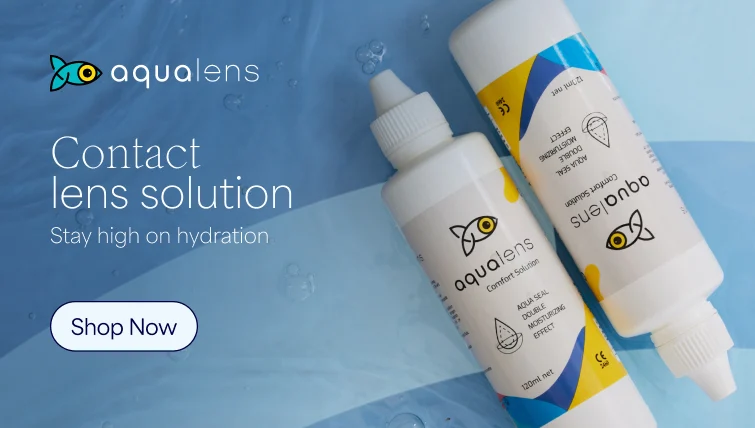 aqualens
Contact
lens solution
Stay high on hydration
Shop Now
aqualens
Comfort Solution
AQUA SEAL
DOUBLE
MOISTURIZING
EFFECT
120ml net
CE
aqualens
Comfort Solution
AQUA SEAL
DOUBLE
MOISTURIZING
EFFECT
120ml net
CE